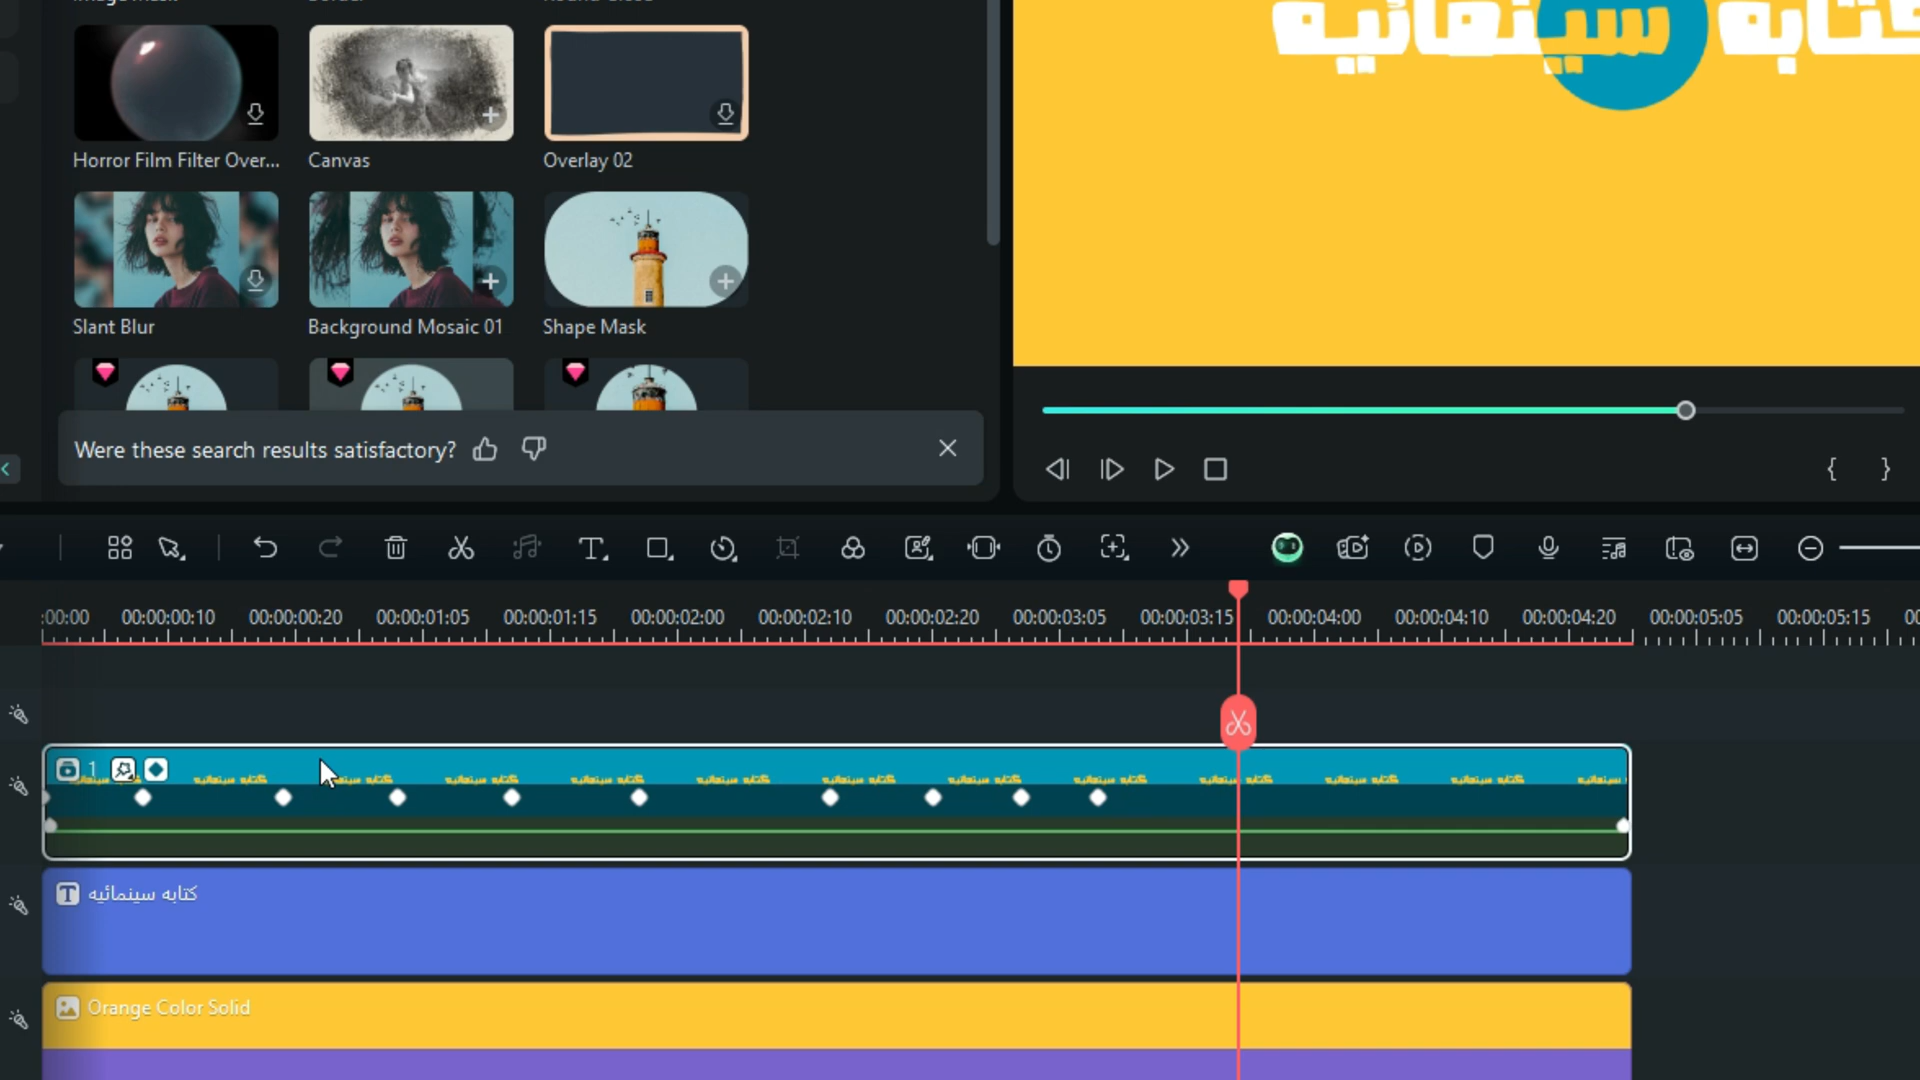 كتابه سينمائيه
Horror Film Filter Over...
Canvas
Overlay 02
Slant Blur
Background Mosaic 01
Shape Mask
Were these search results satisfactory?
:00:00
00:00:00:10
00:00:00:20
00:00:01:05
00:00:01:15
00:00:02:00
00:00:02:10
00:00:02:20
00:00:03:05
00:00:03:15
00:00:04:00
00:00:04:10
00:00:04:20
00:00:05:05
00:00:05:15
1
كتابه سينمائيه
Orange Color Solid